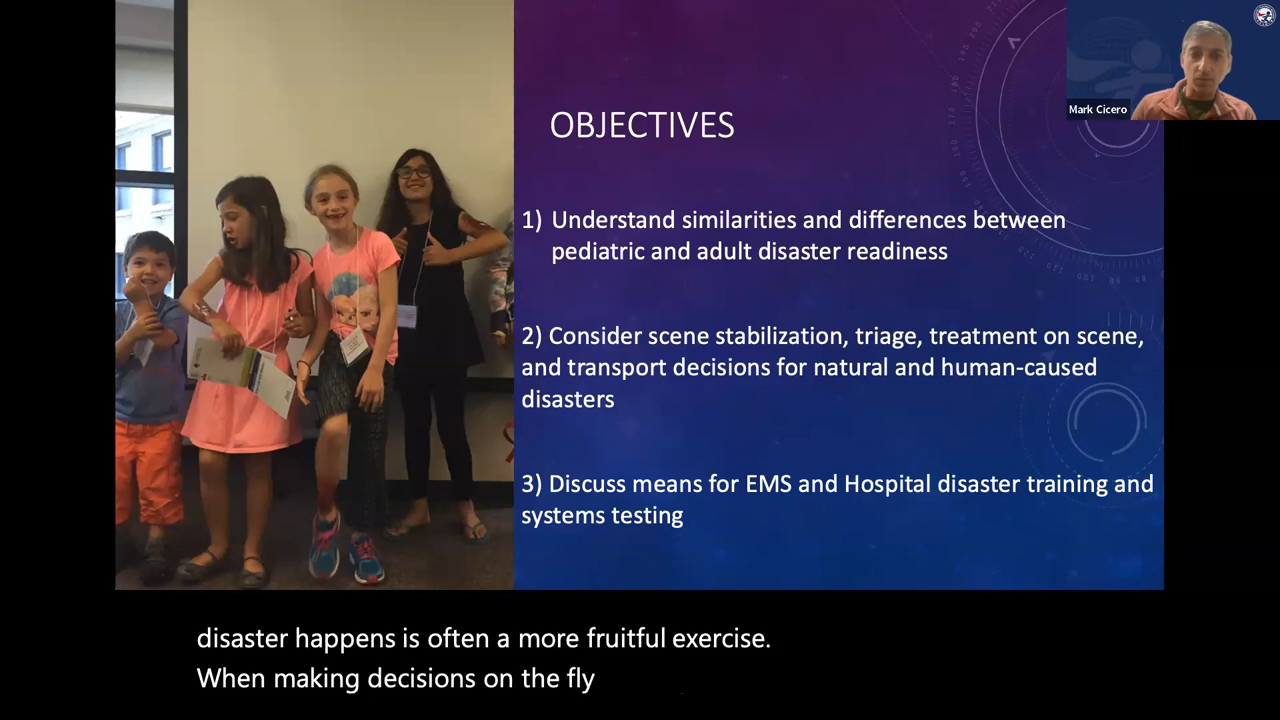 OBJECTIVES
Mark Cicero
1) Understand similarities and differences between
pediatric and adult disaster readiness
2) Consider scene stabilization, triage, treatment on scene,
and transport decisions for natural and human-caused
disasters
3) Discuss means for EMS and Hospital disaster training and
systems testing
disaster happens is often a more fruitful exercise.
When making decisions on the fly